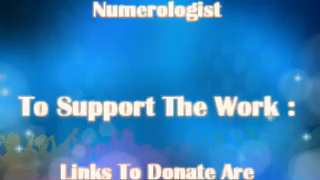 Numerologist
To Support The Work :
Links To Donate Are